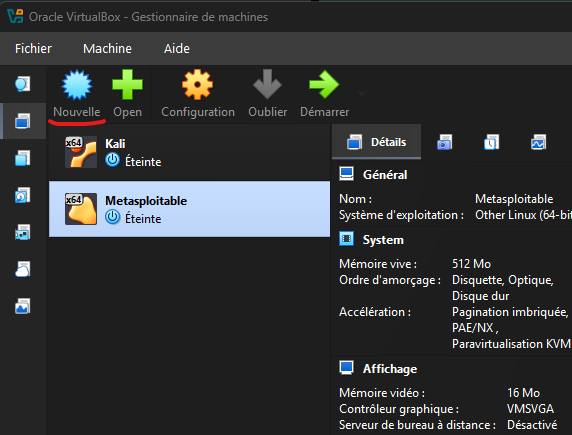 Oracle VirtualBox - Gestionnaire de machines
Fichier Machine Aide
Nouvelle Open Configuration Oublier Démarrer
x64 Kali
Éteinte
x64 Metasploitable
Éteinte
Détails
Général
Nom : Metasploitable
Système d'exploitation : Other Linux (64-bit
System
Mémoire vive : 512 Mo
Ordre d'amorçage : Disquette, Optique,
Disque dur
Accélération : Pagination imbriquée,
PAE/NX ,
Paravirtualisation KVM
Affichage
Mémoire vidéo : 16 Mo
Contrôleur graphique : VMSVGA
Serveur de bureau à distance : Désactivé